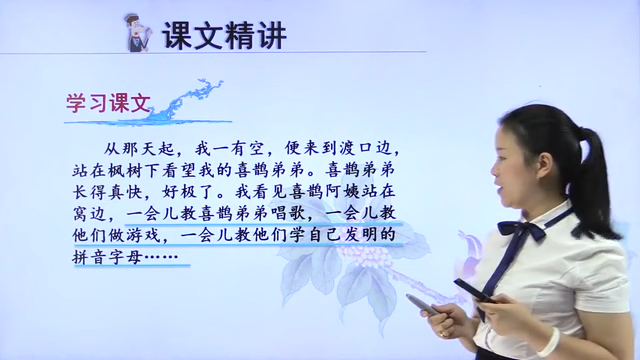 课文精讲
学习课文
从那天起，我一有空，便来到渡口边，
站在枫树下看望我的喜鹊弟弟。喜鹊弟弟
长得真快，好极了。我看见喜鹊阿姨站在
窝边，一会儿教喜鹊弟弟唱歌，一会儿教
他们做游戏，一会儿教他们学自己发明的
拼音字母……